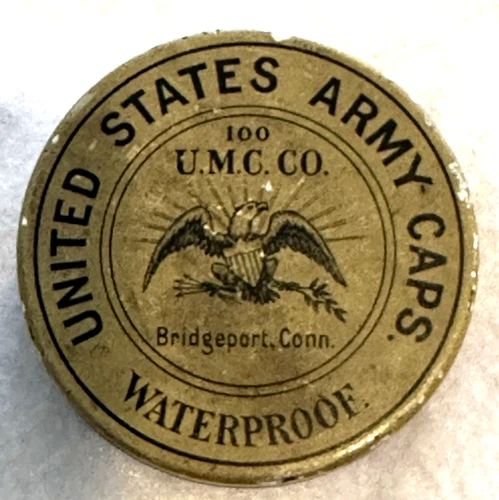 UNITED STATES ARMY CAPS.
100
U.M.C. CO.
Bridgeport, Conn.
WATERPROOF.